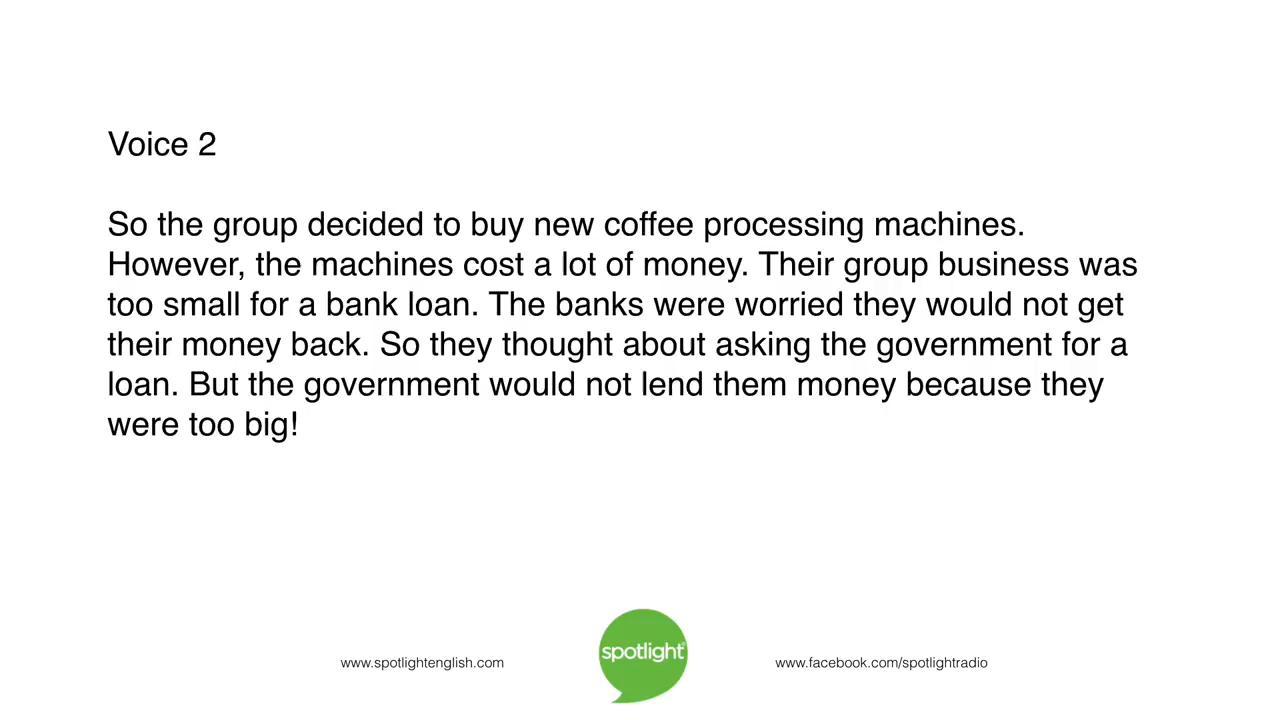 Voice 2
So the group decided to buy new coffee processing machines.
However, the machines cost a lot of money. Their group business was
too small for a bank loan. The banks were worried they would not get
their money back. So they thought about asking the government for a
loan. But the government would not lend them money because they
were too big!
www.spotlightenglish.com
spotlight®
www.facebook.com/spotlightradio